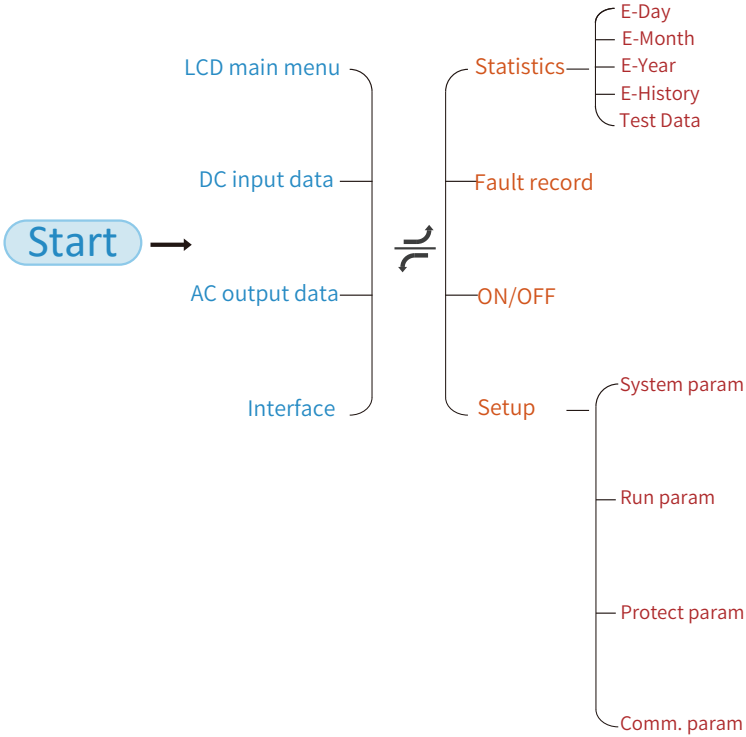 Start
LCD main menu
DC input data
AC output data
Interface
Statistics
Fault record
ON/OFF
Setup
E-Day
E-Month
E-Year
E-History
Test Data
System param
Run param
Protect param
Comm. param